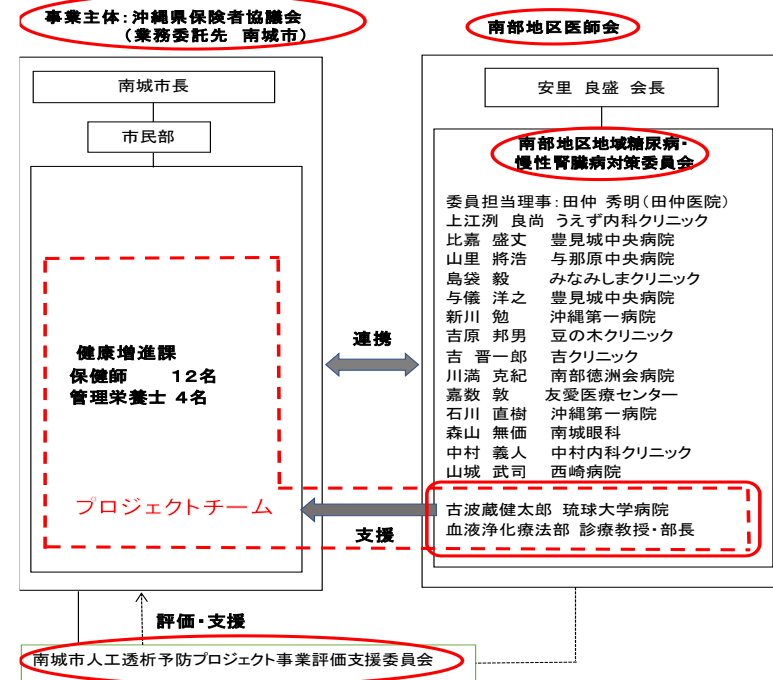 事業主体:沖縄県保険者協議会
(業務委託先 南城市)
南城市長
市民部
健康増進課
保健師 12名
管理栄養士 4名
プロジェクトチーム
連携
支援
南部地区医師会
安里 良盛 会長
南部地区地域糖尿病・
慢性腎臓病対策委員会
委員担当理事:田仲 秀明(田仲医院)
上江洌 良尚 うえず内科クリニック
比嘉 盛丈 豊見城中央病院
山里 將浩 与那原中央病院
島袋 毅 みなみしまクリニック
与儀 洋之 豊見城中央病院
新川 勉 沖縄第一病院
吉原 邦男 豆の木クリニック
吉 晋一郎 吉クリニック
川満 克紀 南部徳洲会病院
嘉数 敦 友愛医療センター
石川 直樹 沖縄第一病院
森山 無価 南城眼科
中村 義人 中村内科クリニック
山城 武司 西崎病院
古波蔵健太郎 琉球大学病院
血液浄化療法部 診療教授・部長
評価・支援
南城市人工透析予防プロジェクト事業評価支援委員会